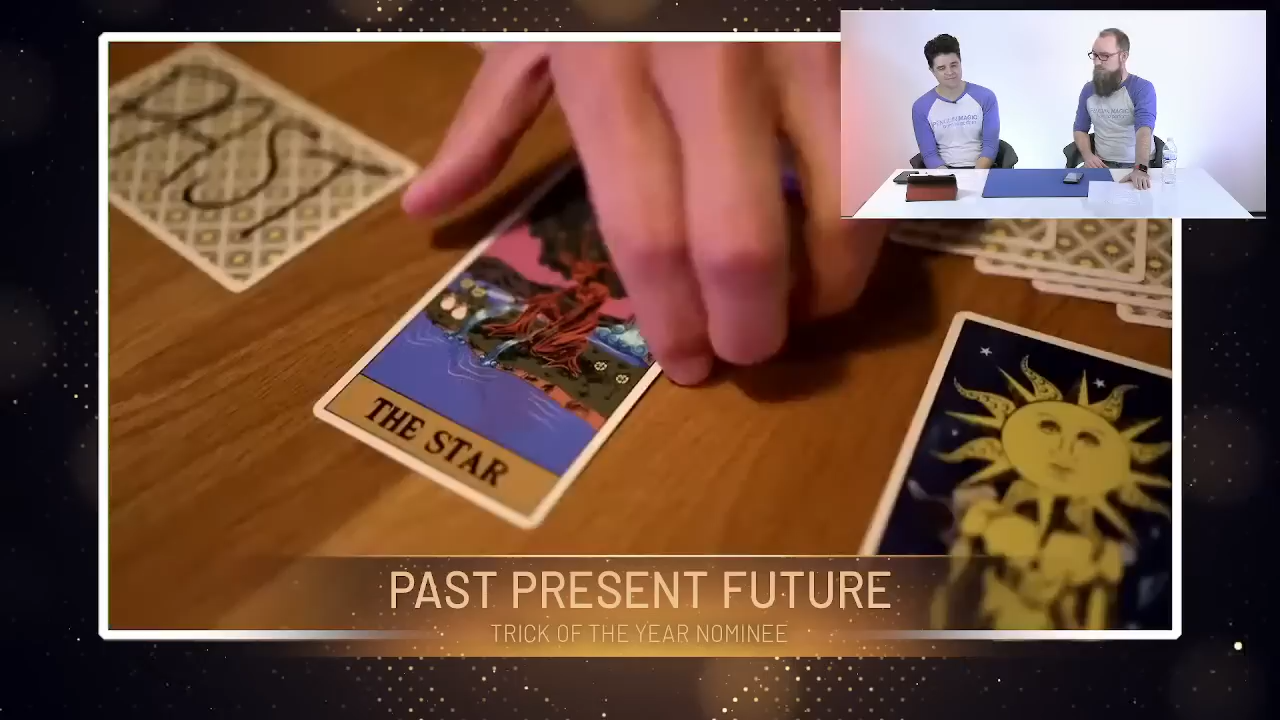 PAST
THE STAR
PAST PRESENT FUTURE
TRICK OF THE YEAR NOMINEE